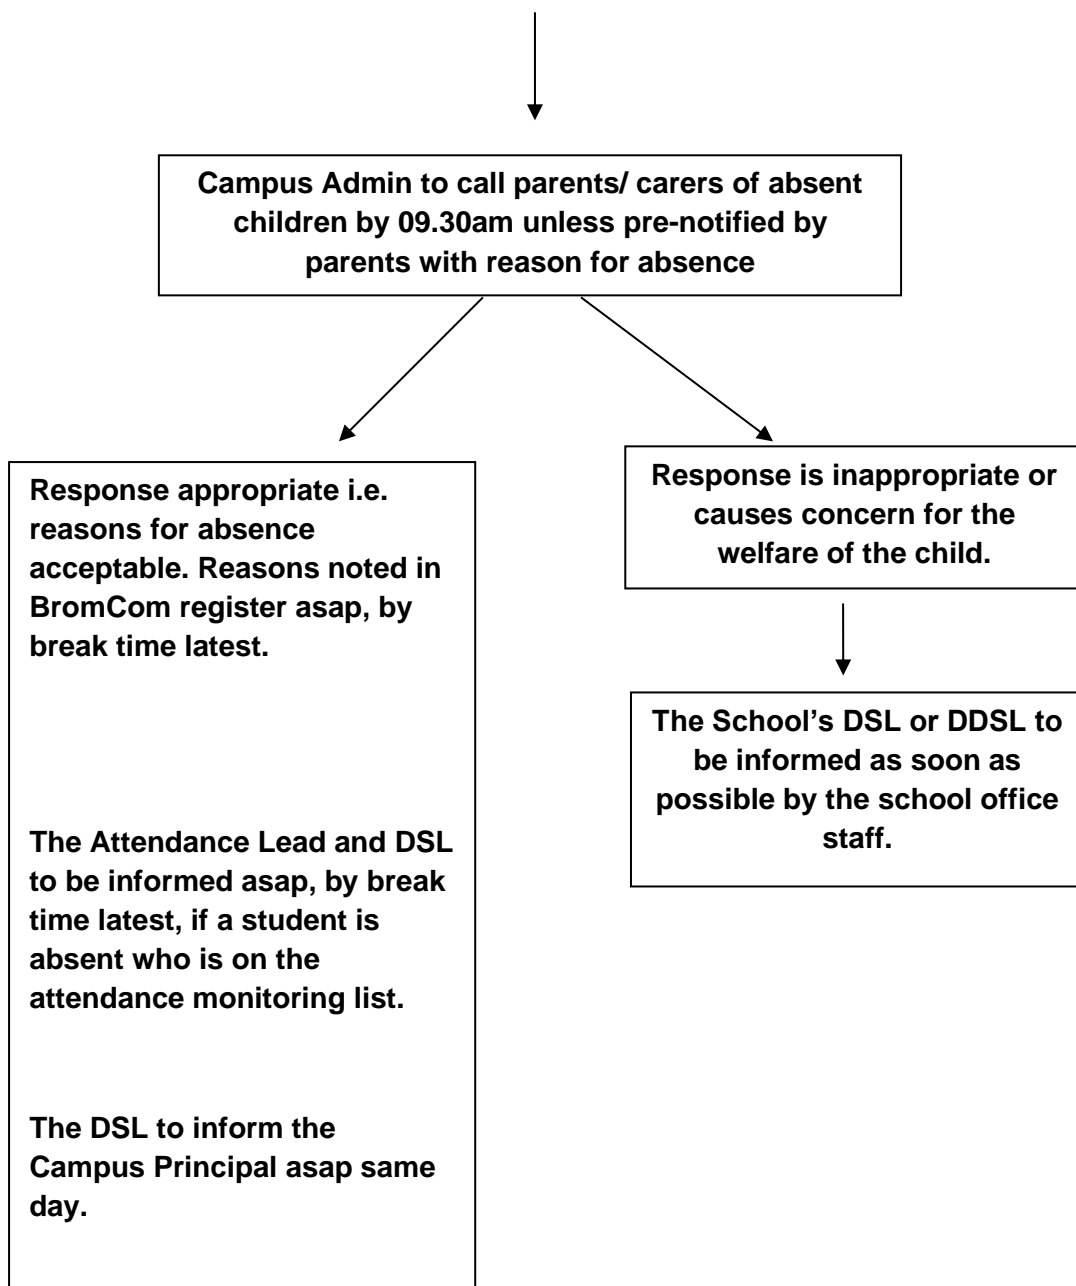 Campus Admin to call parents/ carers of absent
children by 09.30am unless pre-notified by
parents with reason for absence
Response appropriate i.e.
reasons for absence
acceptable. Reasons noted in
BromCom register asap, by
break time latest.
The Attendance Lead and DSL
to be informed asap, by break
time latest, if a student is
absent who is on the
attendance monitoring list.
The DSL to inform the
Campus Principal asap same
day.
Response is inappropriate or
causes concern for the
welfare of the child.
The School’s DSL or DDSL to
be informed as soon as
possible by the school office
staff.